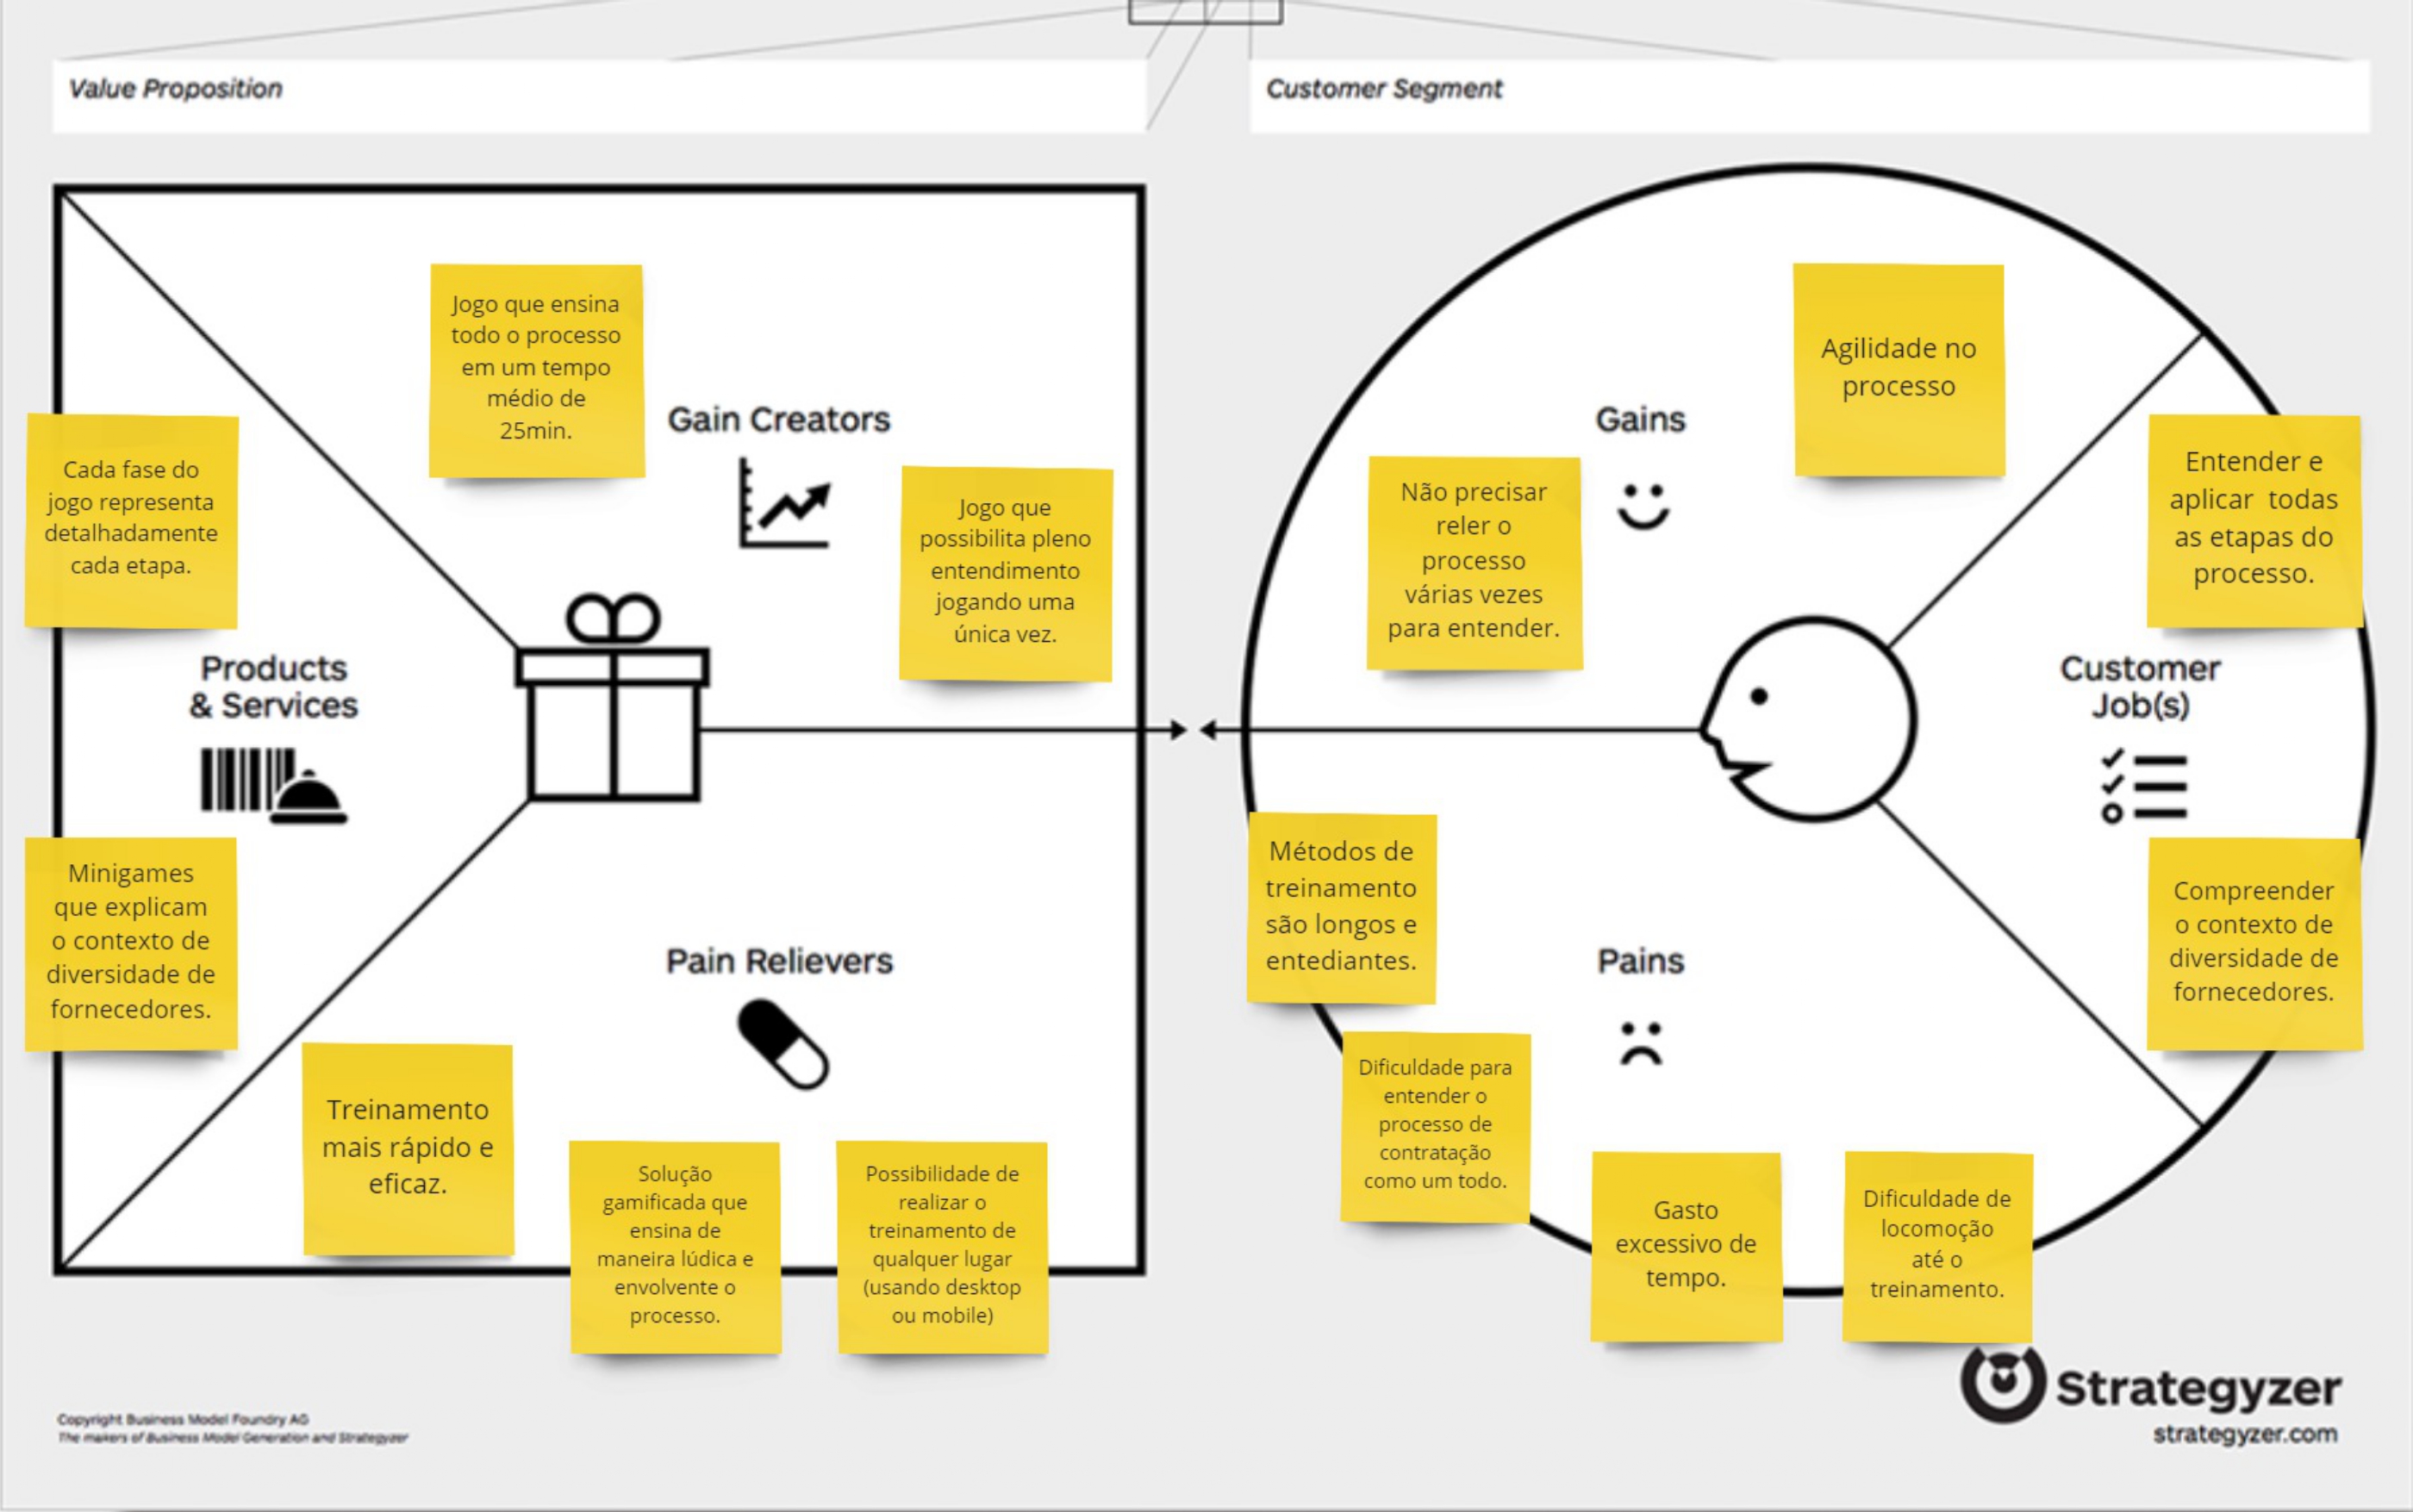 Value Proposition
Customer Segment
Jogo que ensina
todo o processo
em um tempo
médio de
25min.
Gain Creators
Jogo que
possibilita pleno
entendimento
jogando uma
única vez.
Cada fase do
jogo representa
detalhadamente
cada etapa.
Products
& Services
Minigames
que explicam
o contexto de
diversidade de
fornecedores.
Pain Relievers
Treinamento
mais rápido e
eficaz.
Solução
gamificada que
ensina de
maneira lúdica e
envolvente o
processo.
Possibilidade de
realizar o
treinamento de
qualquer lugar
(usando desktop
ou mobile)
Agilidade no
processo
Gains
Não precisar
reler o
processo
várias vezes
para entender.
Entender e
aplicar todas
as etapas do
processo.
Customer
Job(s)
Compreender
o contexto de
diversidade de
fornecedores.
Métodos de
treinamento
são longos e
entediantes.
Pains
Dificuldade para
entender o
processo de
contratação
como um todo.
Gasto
excessivo de
tempo.
Dificuldade de
locomoção
até o
treinamento.
Copyright Business Model Foundry AG
The makers of Business Model Generation and Strategyzer
Strategyzer
strategyzer.com